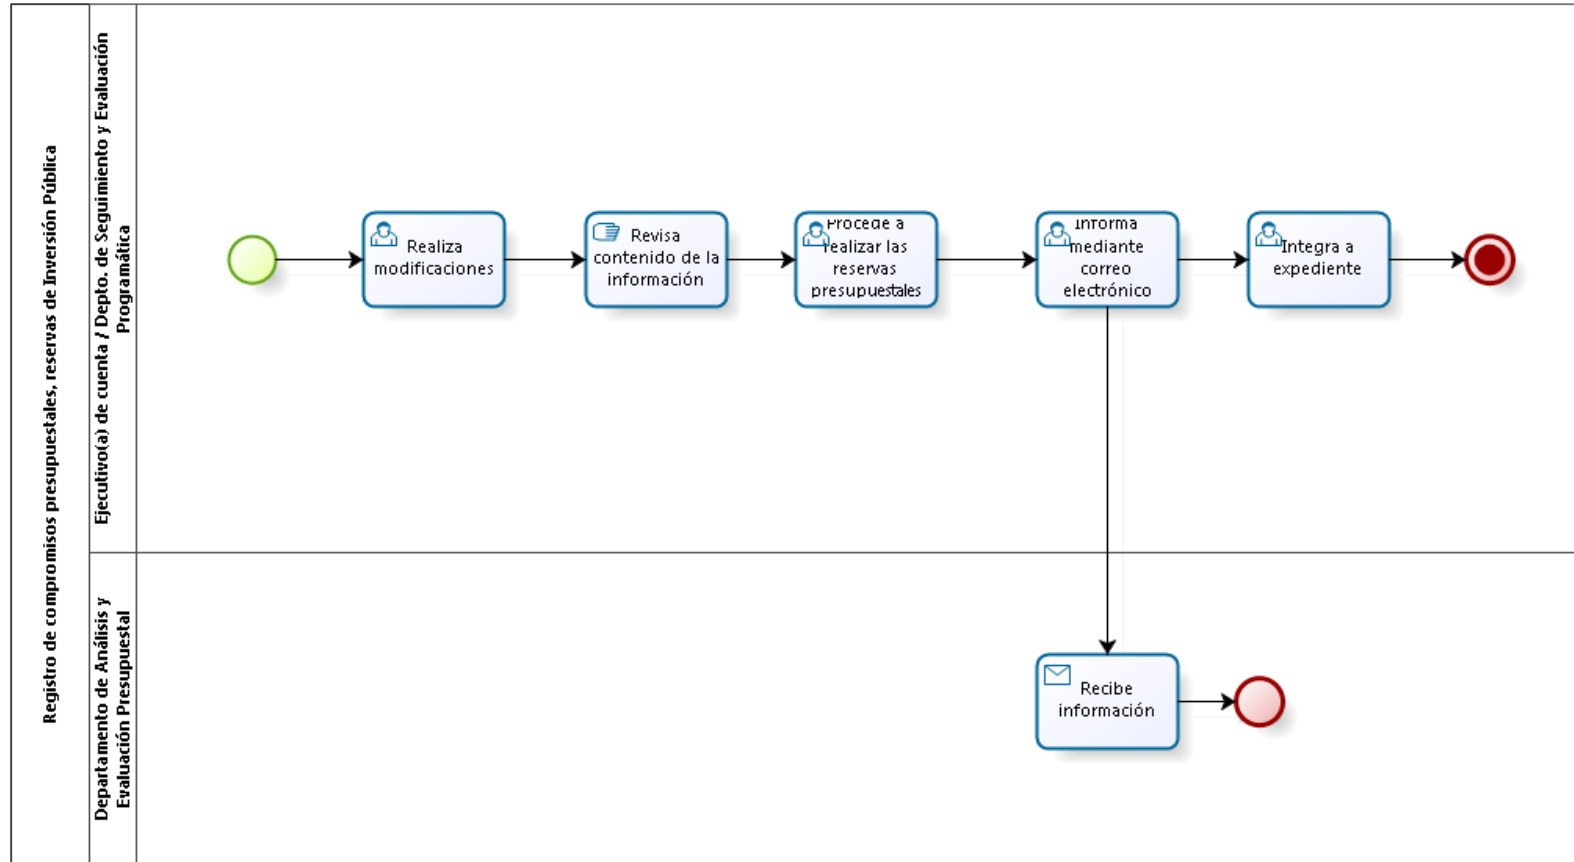 Registro de compromisos presupuestales, reservas de Inversión Pública
Ejecutivo(a) de cuenta / Depto. de Seguimiento y Evaluación
Programática
Realiza
modificaciones
Revisa
contenido de la
información
Procede a
realizar las
reservas
presupuestales
Informa
mediante
correo
electrónico
Integra a
expediente
Departamento de Análisis y
Evaluación Presupuestal
Recibe
información